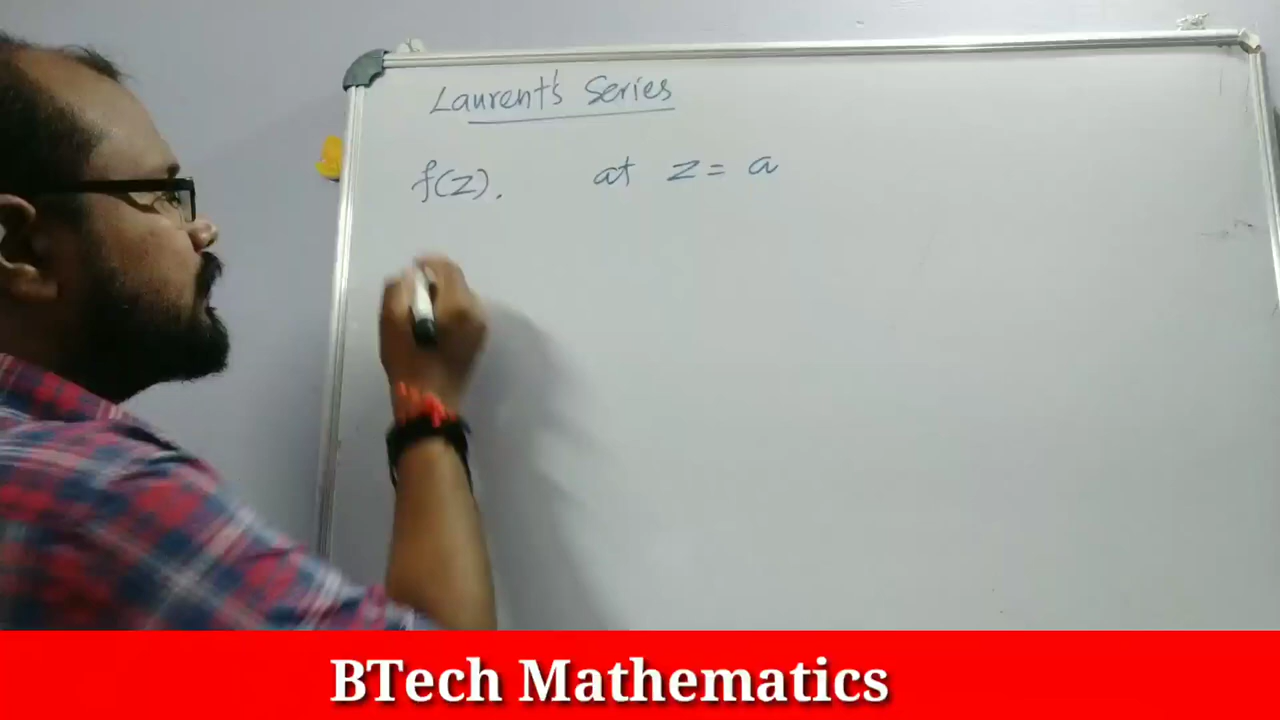 Laurent's Series
f(z). at z = a
BTech Mathematics